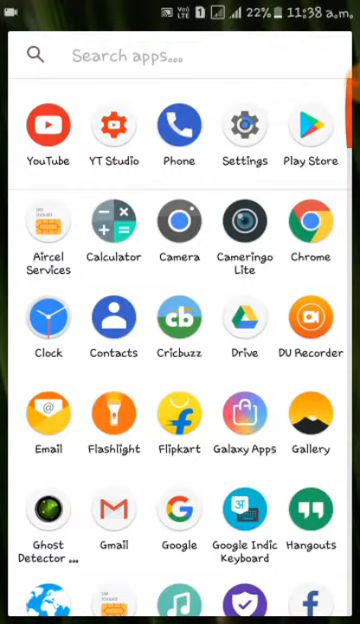 VoLTE 1 22% 11:38 a.m.
Search apps...
YouTube YT Studio Phone Settings Play Store
Aircel Services Calculator Camera Cameringo Lite Chrome
Clock Contacts Cricbuzz Drive DU Recorder
Email Flashlight Flipkart Galaxy Apps Gallery
Ghost Detector ... Gmail Google Google Indic Keyboard Hangouts